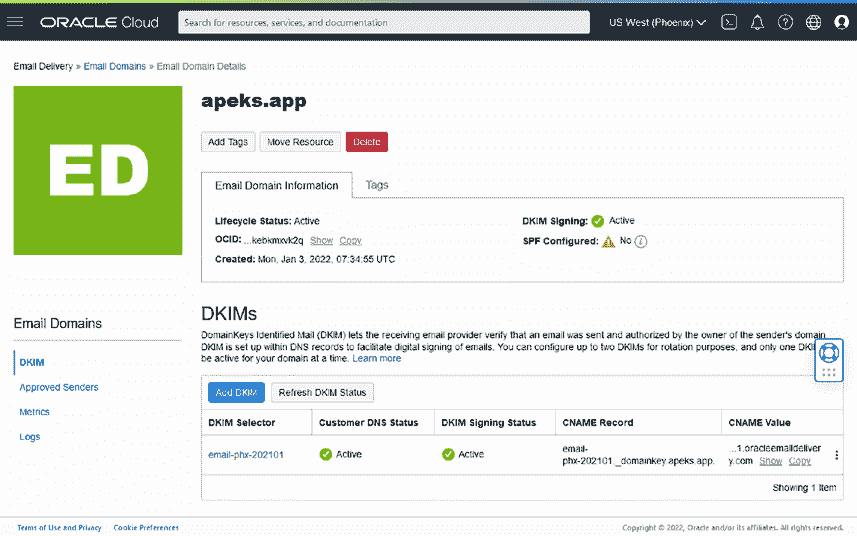 ORACLE Cloud
Search for resources, services, and documentation
US West (Phoenix)
Email Delivery » Email Domains » Email Domain Details
ED
apeks.app
Add Tags Move Resource Delete
Email Domain Information Tags
Lifecycle Status: Active DKIM Signing: Active
OCID: ...kebkmxvk2q Show Copy SPF Configured: No
Created: Mon, Jan 3, 2022, 07:34:55 UTC
Email Domains
DKIM
Approved Senders
Metrics
Logs
DKIMs
DomainKeys Identified Mail (DKIM) lets the receiving email provider verify that an email was sent and authorized by the owner of the sender's domain.
DKIM is set up within DNS records to facilitate digital signing of emails. You can configure up to two DKIMs for rotation purposes, and only one
be active for your domain at a time. Learn more
Add DKIM Refresh DKIM Status
DKIM Selector Customer DNS Status DKIM Signing Status CNAME Record CNAME Value
email-phx-202101 Active Active email-
phx-202101._domainkey.apeks.app.
...1.oracleemaildeliver
y.com Show Copy
Showing 1 Item
Terms of Use and Privacy Cookie Preferences
Copyright © 2022, Oracle and/or its affiliates. All rights reserved.